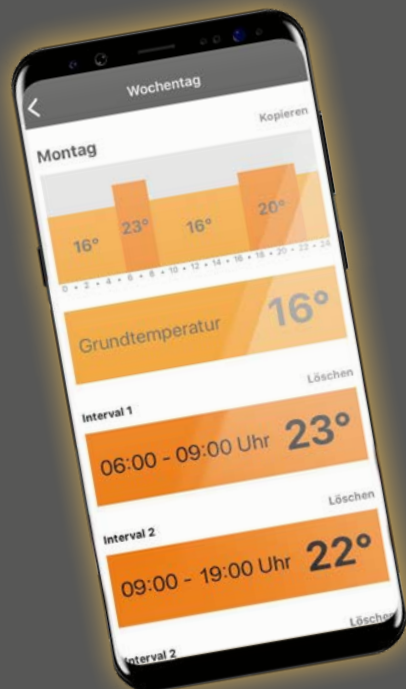 Wochentag
Montag
Kopieren
16° 23° 16° 20°
0 • 2 • 4 • 6 • 8 • 10 • 12 • 14 • 16 • 18 • 20 • 22 • 24
Grundtemperatur 16°
Löschen
Interval 1
06:00 - 09:00 Uhr 23°
Löschen
Interval 2
09:00 - 19:00 Uhr 22°
Löschen
Interval 2